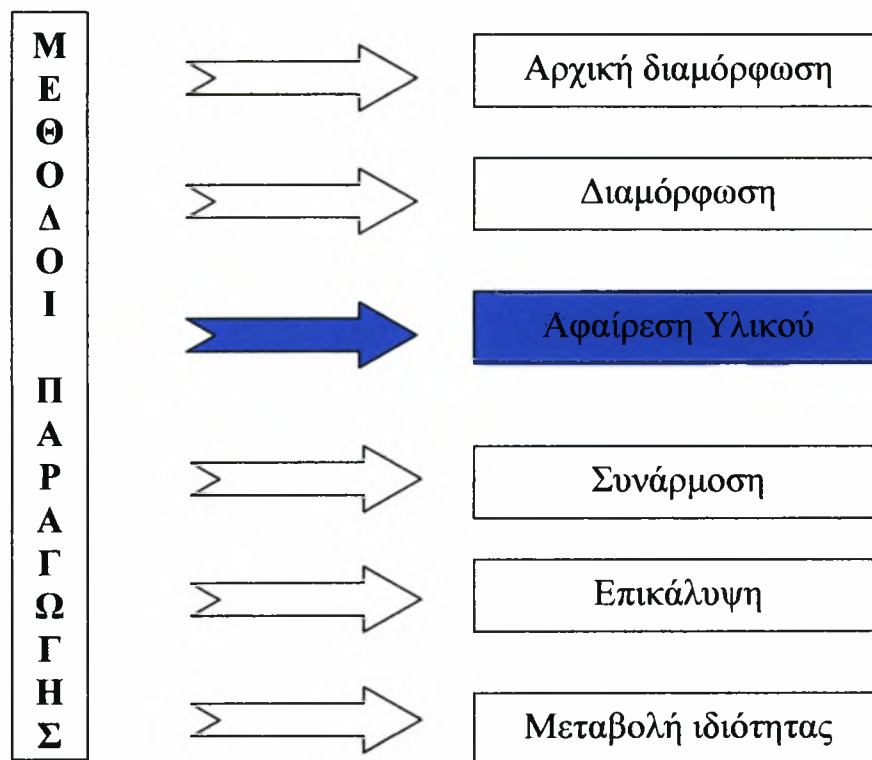 ΜΕΘΟΔΟΙ ΠΑΡΑΓΩΓΗΣ
Αρχική διαμόρφωση
Διαμόρφωση
Αφαίρεση Υλικού
Συνάρμοση
Επικάλυψη
Μεταβολή ιδιότητας